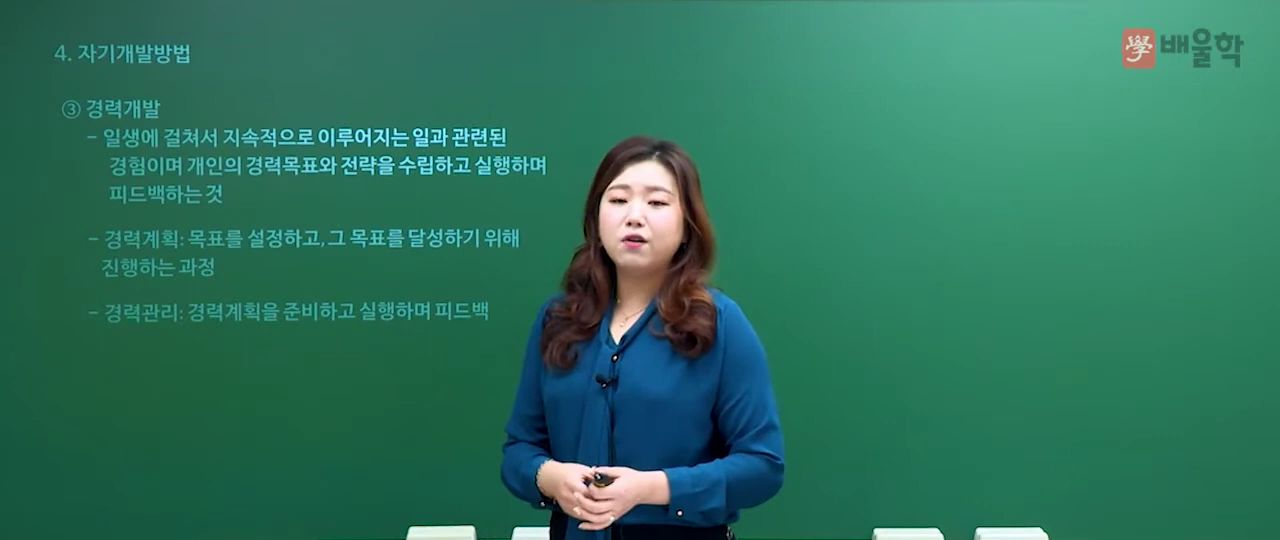 4. 자기개발방법
學 배울학
③ 경력개발
- 일생에 걸쳐서 지속적으로 이루어지는 일과 관련된
경험이며 개인의 경력목표와 전략을 수립하고 실행하며
피드백하는 것
- 경력계획: 목표를 설정하고, 그 목표를 달성하기 위해
진행하는 과정
- 경력관리: 경력계획을 준비하고 실행하며 피드백